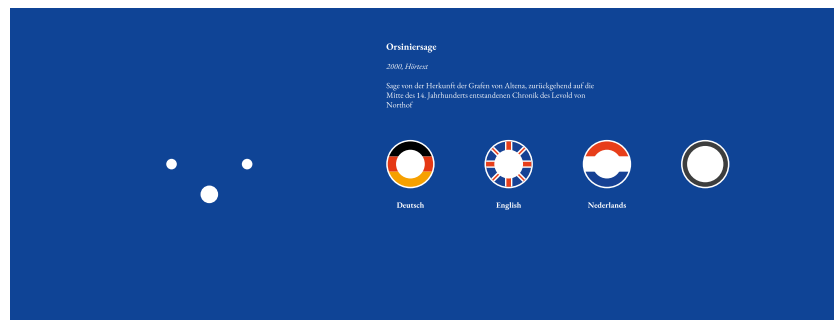 Orsiniersage
2000, Hörtext
Sage von der Herkunft der Grafen von Altena, zurückgehend auf die
Mitte des 14. Jahrhunderts entstandenen Chronik des Levold von
Northof
Deutsch
English
Nederlands